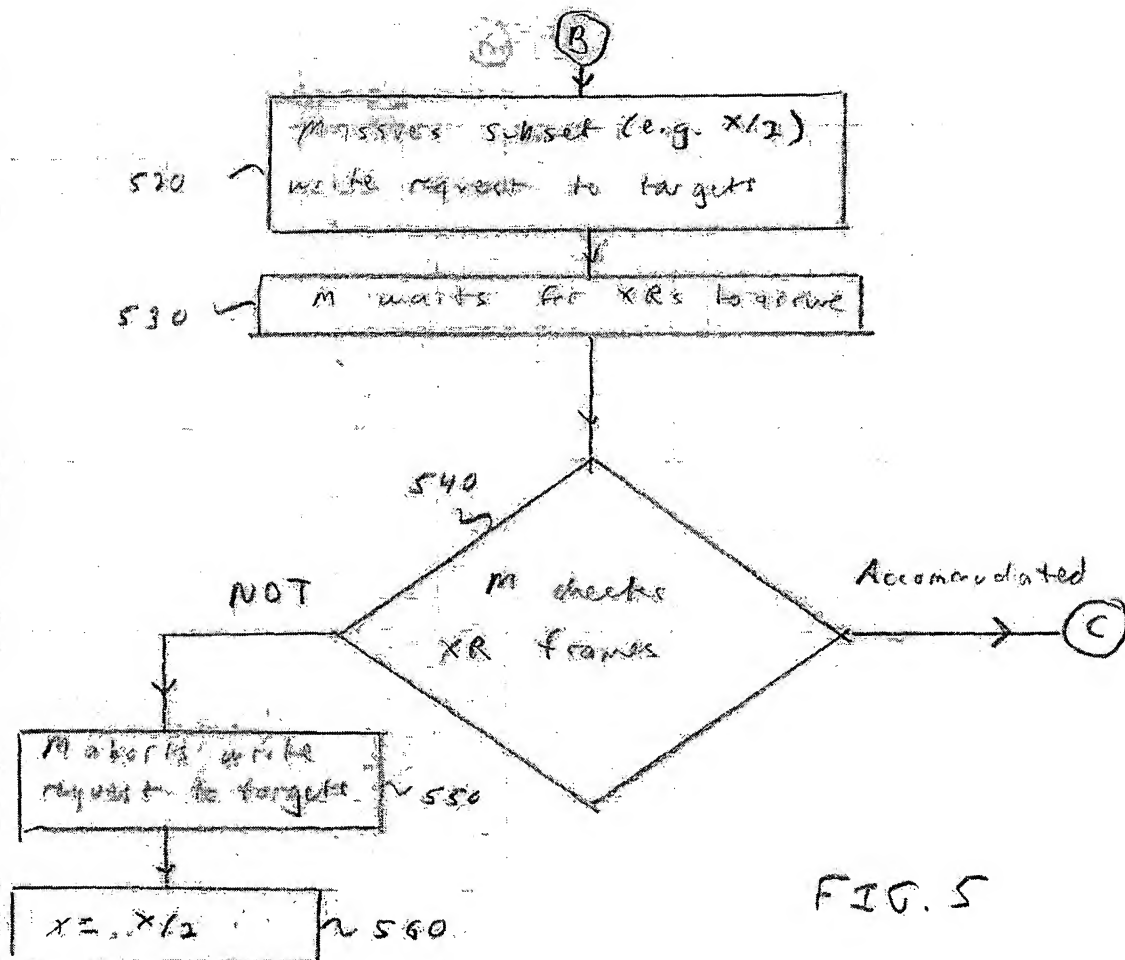 B
M issues subset (e.g. X/2)
520
write request to targets
M waits for XRs to arrive
530
540
M checks
XR frames
NOT
Accommodated
C
M aborts write
request to targets
550
X = X/2
560
FIG. 5